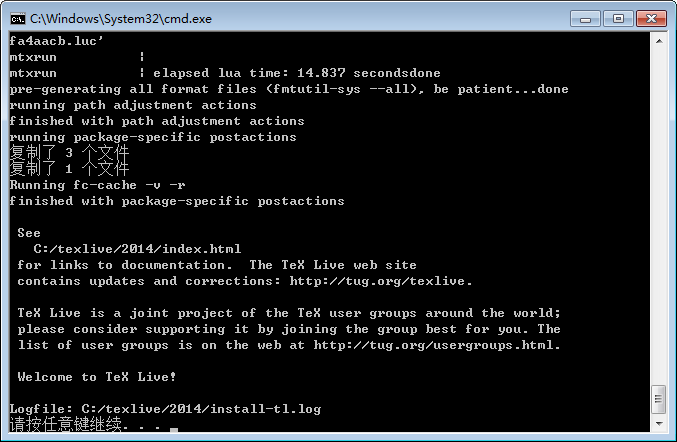 C:\Windows\System32\cmd.exe
fa4aacb.luc'
mtxrun |
mtxrun | elapsed lua time: 14.837 secondsdone
pre-generating all format files (fmtutil-sys --all), be patient...done
running path adjustment actions
finished with path adjustment actions
running package-specific postactions
复制了 3 个文件
复制了 1 个文件
Running fc-cache -v -r
finished with package-specific postactions
See
C:/texlive/2014/index.html
for links to documentation.  The TeX Live web site
contains updates and corrections: http://tug.org/texlive.
TeX Live is a joint project of the TeX user groups around the world;
please consider supporting it by joining the group best for you. The
list of user groups is on the web at http://tug.org/usergroups.html.
Welcome to TeX Live!
Logfile: C:/texlive/2014/install-tl.log
请按任意键继续. . .